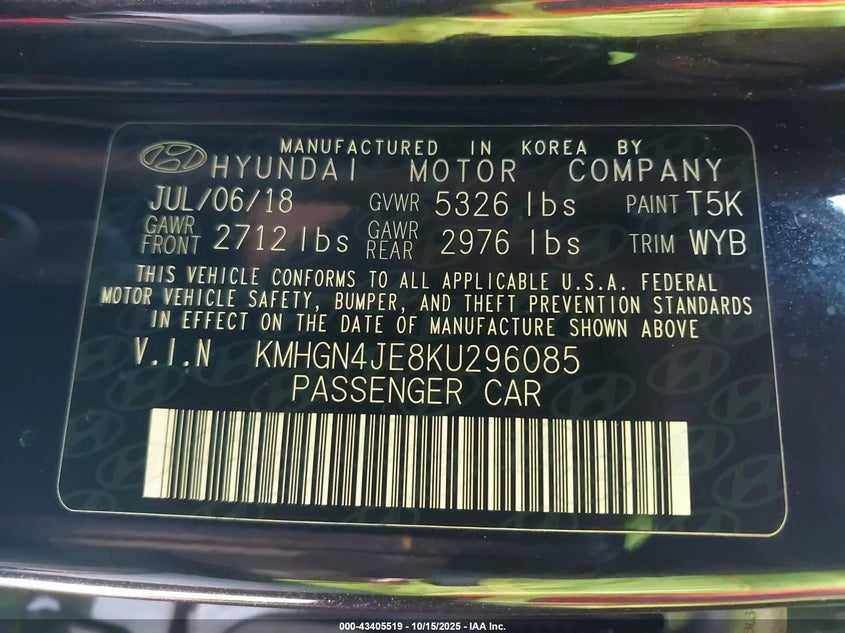 MANUFACTURED IN KOREA BY
HYUNDAI MOTOR COMPANY
JUL/06/18 GVWR 5326 lbs PAINT T5K
GAWR FRONT 2712 lbs GAWR REAR 2976 lbs TRIM WYB
THIS VEHICLE CONFORMS TO ALL APPLICABLE U.S.A. FEDERAL
MOTOR VEHICLE SAFETY, BUMPER, AND THEFT PREVENTION STANDARDS
IN EFFECT ON THE DATE OF MANUFACTURE SHOWN ABOVE
V.I.N KMHGN4JE8KU296085
PASSENGER CAR
000-43405519 - 10/15/2025 - IAA Inc.